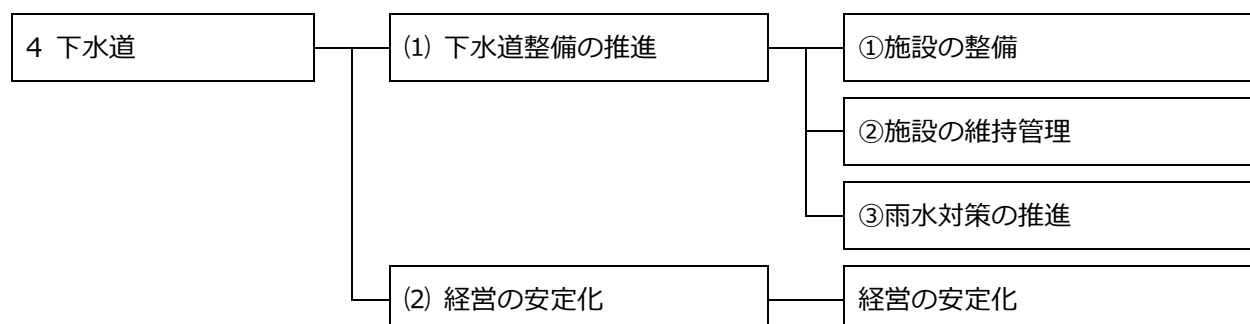 4 下水道
⑴ 下水道整備の推進
①施設の整備
②施設の維持管理
③雨水対策の推進
⑵ 経営の安定化
経営の安定化